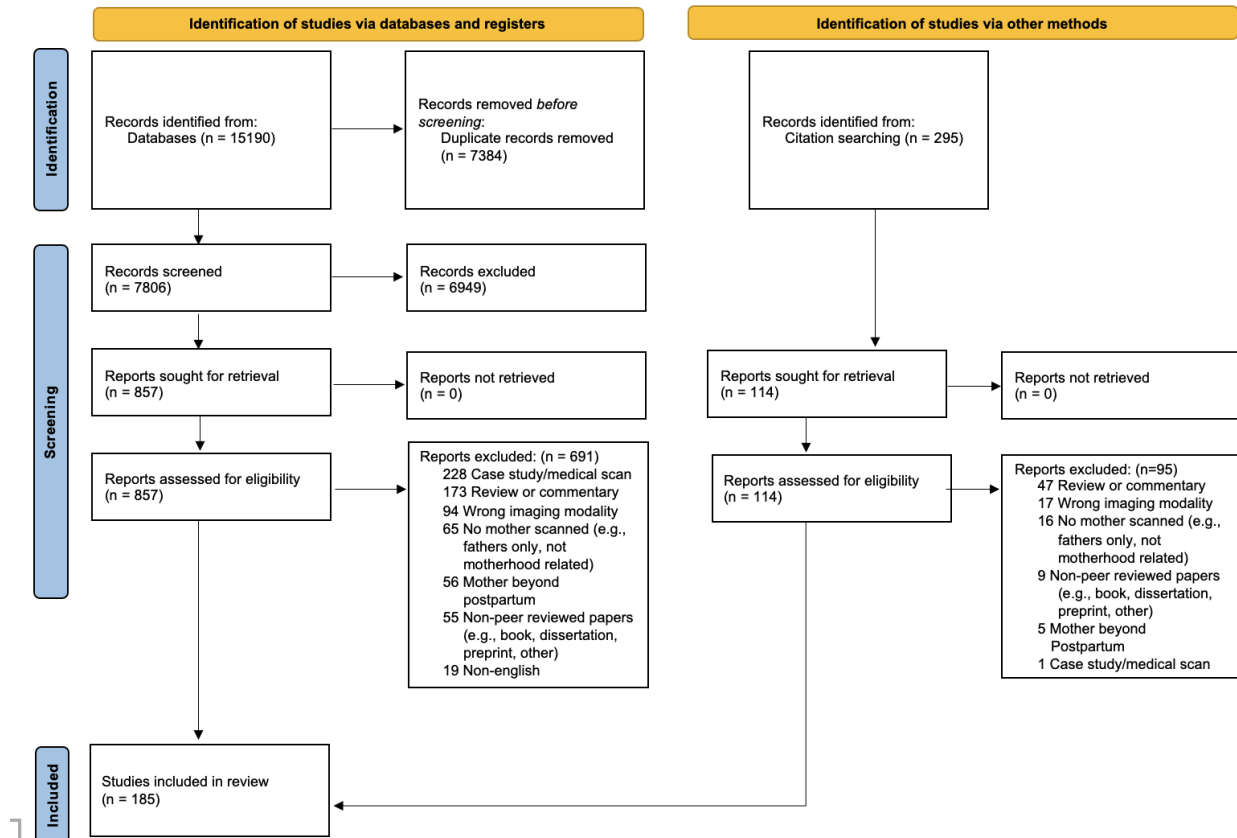 Identification of studies via databases and registers
Identification of studies via other methods
Identification
Records identified from:
Databases (n = 15190)
Records removed before
screening:
Duplicate records removed
(n = 7384)
Records identified from:
Citation searching (n = 295)
Screening
Records screened
(n = 7806)
Records excluded
(n = 6949)
Reports sought for retrieval
(n = 857)
Reports not retrieved
(n = 0)
Reports sought for retrieval
(n = 114)
Reports not retrieved
(n = 0)
Reports assessed for eligibility
(n = 857)
Reports excluded: (n = 691)
228 Case study/medical scan
173 Review or commentary
94 Wrong imaging modality
65 No mother scanned (e.g.,
fathers only, not
motherhood related)
56 Mother beyond
postpartum
55 Non-peer reviewed papers
(e.g., book, dissertation,
preprint, other)
19 Non-english
Reports assessed for eligibility
(n = 114)
Reports excluded: (n=95)
47 Review or commentary
17 Wrong imaging modality
16 No mother scanned (e.g.,
fathers only, not
motherhood related)
9 Non-peer reviewed papers
(e.g., book, dissertation,
preprint, other)
5 Mother beyond
Postpartum
1 Case study/medical scan
Included
Studies included in review
(n = 185)